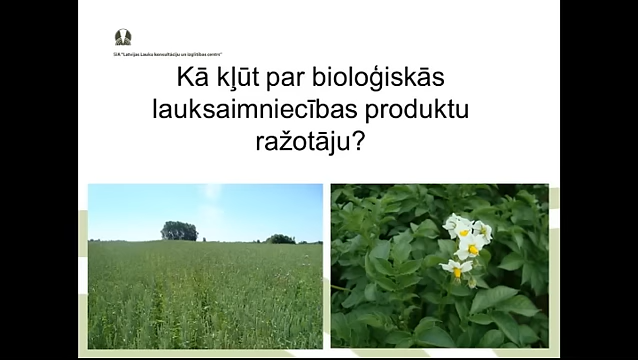 SIA "Latvijas Lauku konsultāciju un izglītības centrs"
Kā kļūt par bioloģiskās
lauksaimniecības produktu
ražotāju?